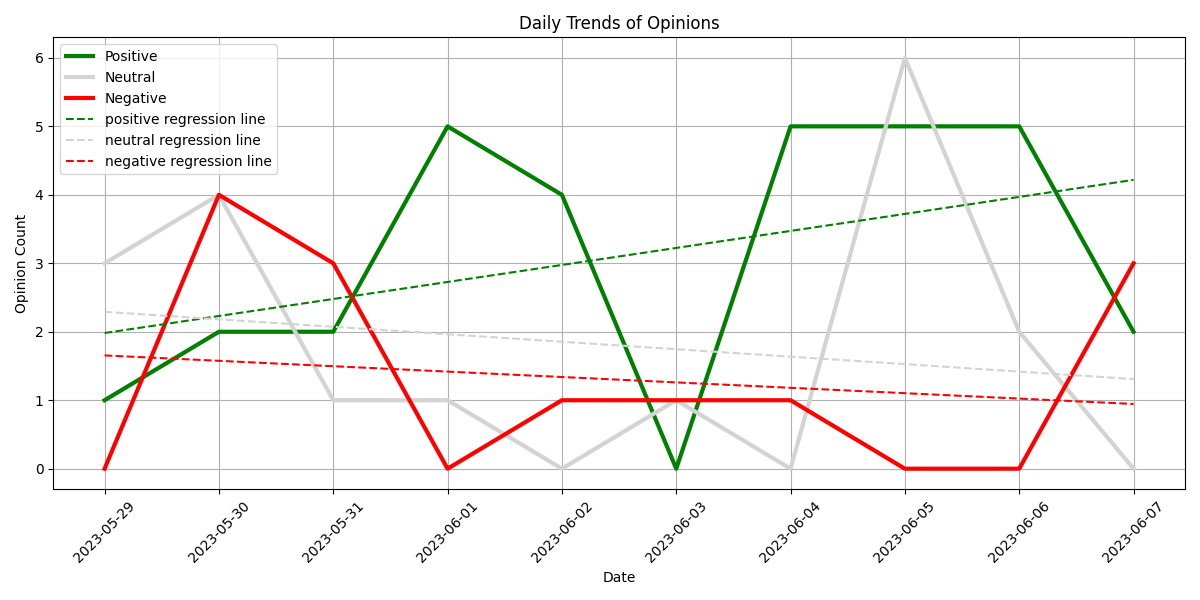 Daily Trends of Opinions
Positive
Neutral
Negative
positive regression line
neutral regression line
negative regression line
Opinion Count
6
5
4
3
2
1
0
2023-05-29
2023-05-30
2023-05-31
2023-06-01
2023-06-02
2023-06-03
2023-06-04
2023-06-05
2023-06-06
2023-06-07
Date